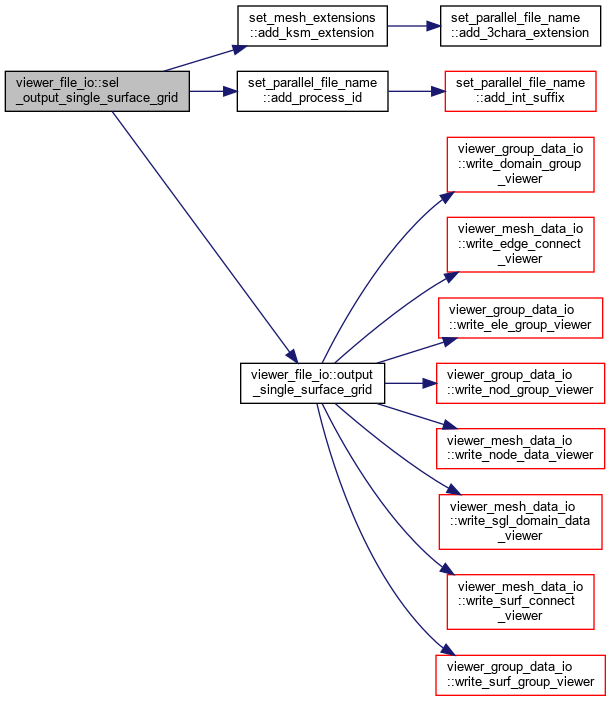 set_mesh_extensions
::add_ksm_extension
set_parallel_file_name
::add_3chara_extension
viewer_file_io::sel
_output_single_surface_grid
set_parallel_file_name
::add_process_id
set_parallel_file_name
::add_int_suffix
viewer_group_data_io
::write_domain_group
_viewer
viewer_mesh_data_io
::write_edge_connect
_viewer
viewer_group_data_io
::write_ele_group_viewer
viewer_file_io::output
_single_surface_grid
viewer_group_data_io
::write_nod_group_viewer
viewer_mesh_data_io
::write_node_data_viewer
viewer_mesh_data_io
::write_sgl_domain_data
_viewer
viewer_mesh_data_io
::write_surf_connect
_viewer
viewer_group_data_io
::write_surf_group_viewer